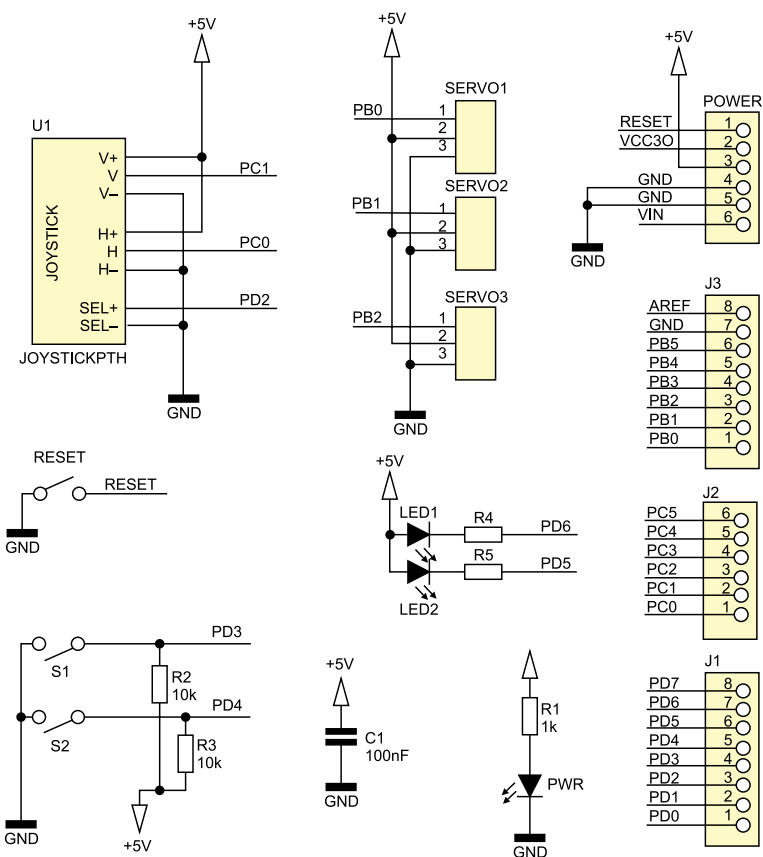 +5V
U1
V+
V
V–
H+
H
H–
SEL+
SEL–
JOYSTICK
PC1
PC0
PD2
JOYSTICKPTH
GND
+5V
SERVO1
PB0
1
2
3
SERVO2
PB1
1
2
3
SERVO3
PB2
1
2
3
GND
+5V
POWER
RESET 1
VCC3O 2
3
GND 4
GND 5
VIN 6
GND
J3
AREF 8
GND 7
PB5 6
PB4 5
PB3 4
PB2 3
PB1 2
PB0 1
RESET
RESET
GND
+5V
LED1
R4
PD6
R5
PD5
LED2
J2
PC5 6
PC4 5
PC3 4
PC2 3
PC1 2
PC0 1
PD3
S1
R2
10k
PD4
S2
R3
10k
GND
+5V
+5V
C1
100nF
GND
R1
1k
PWR
GND
J1
PD7 8
PD6 7
PD5 6
PD4 5
PD3 4
PD2 3
PD1 2
PD0 1